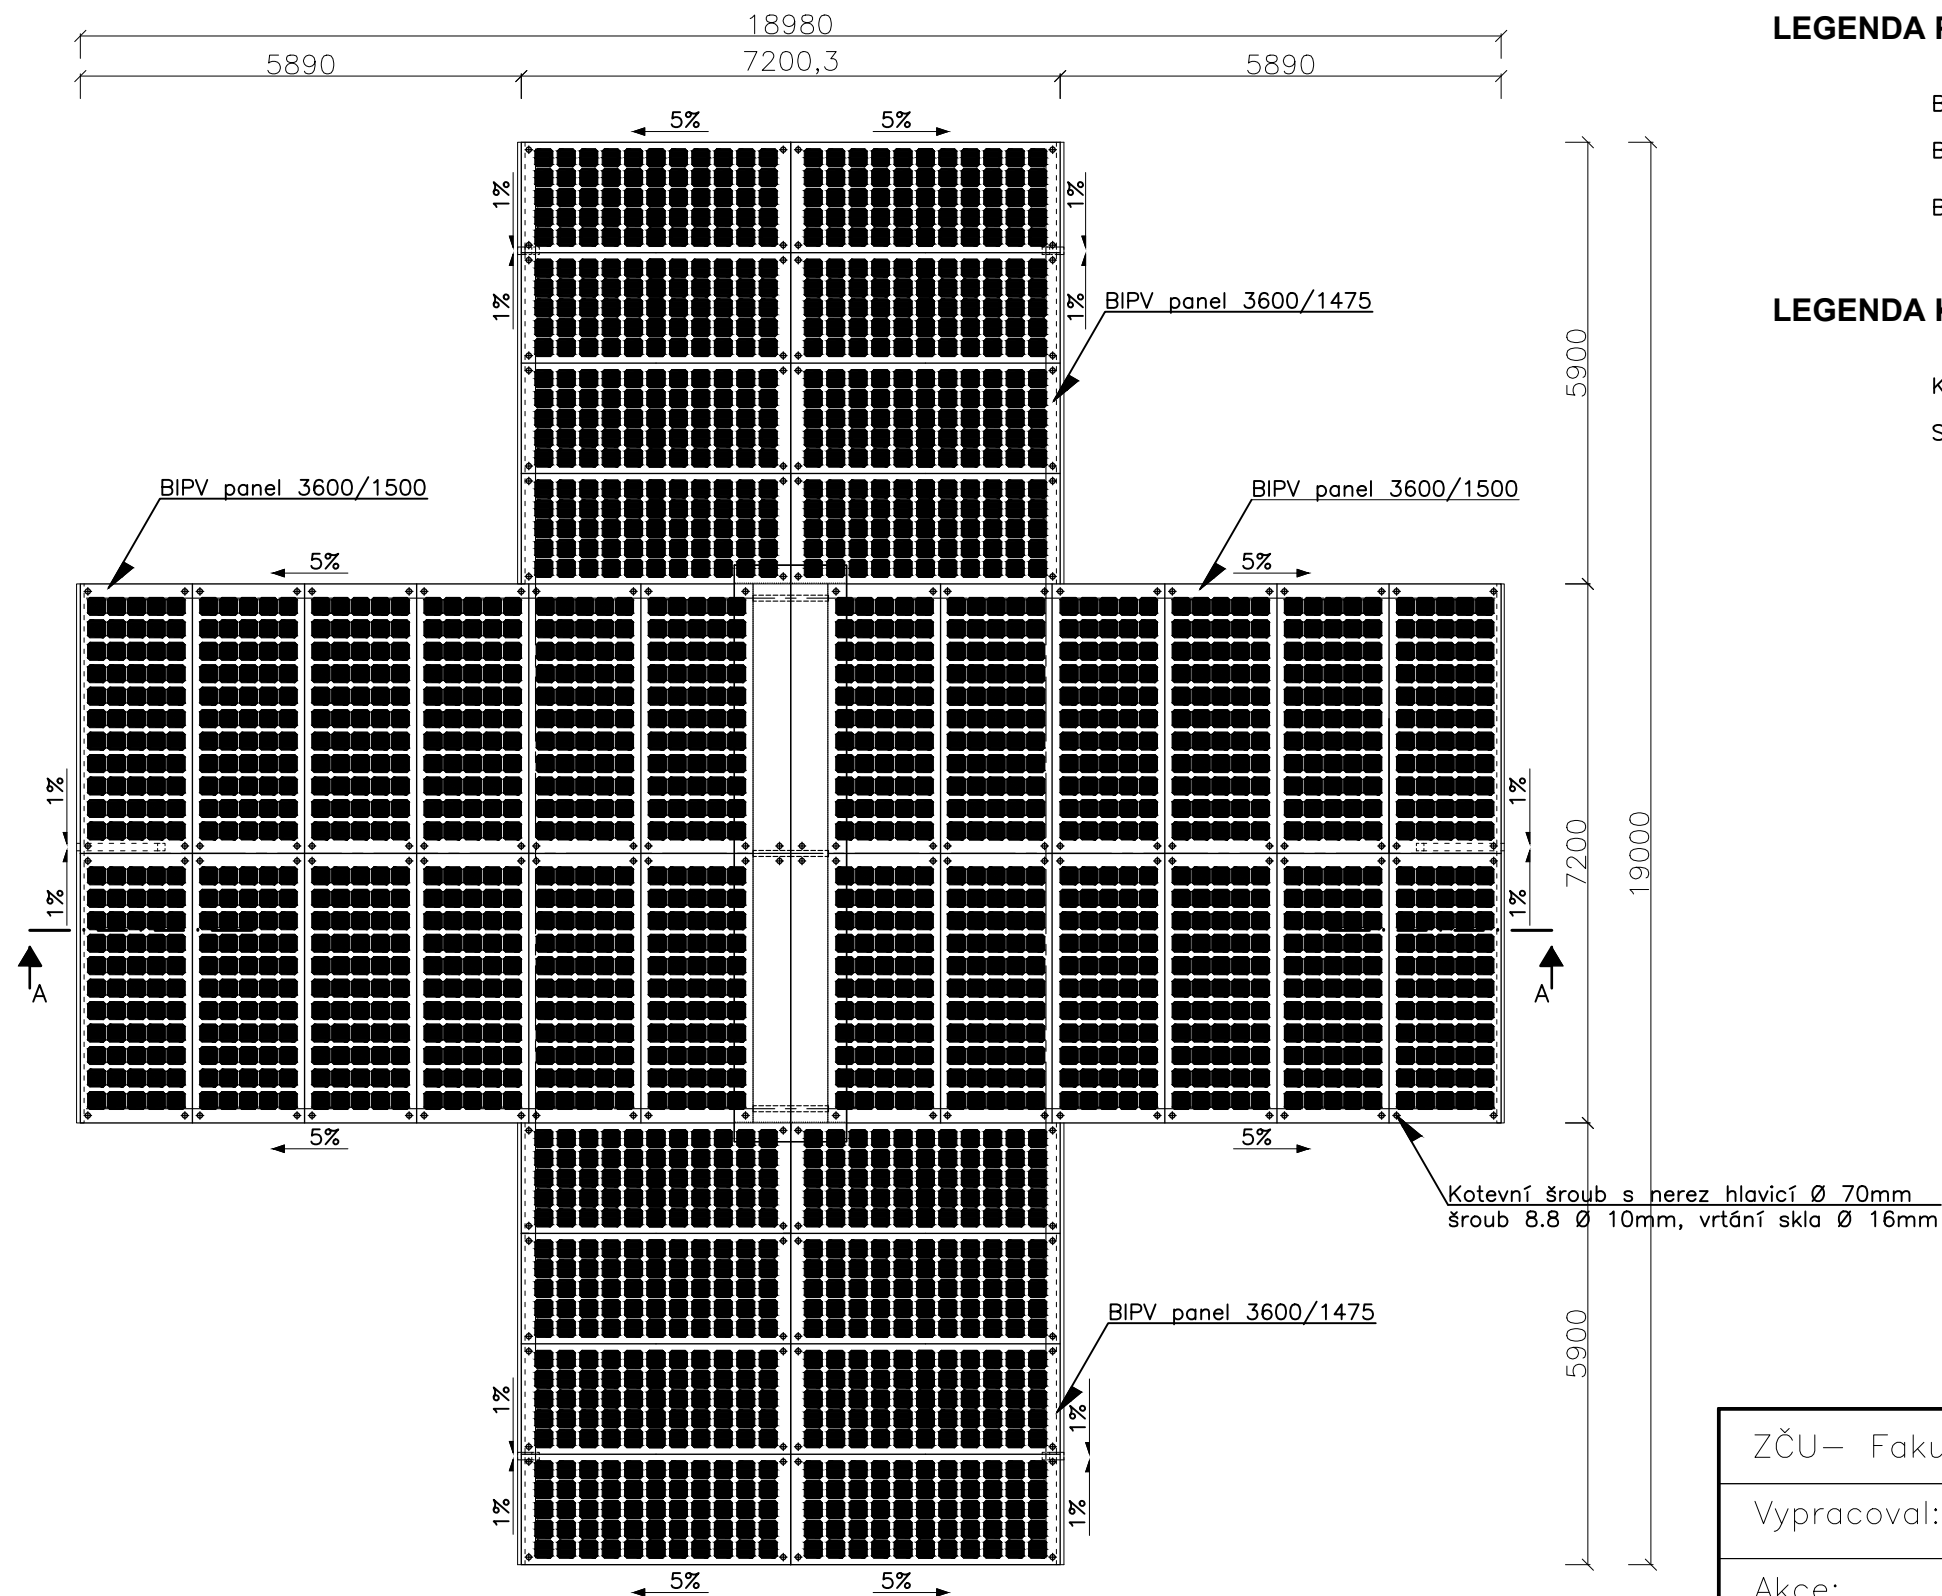 18980
5890
7200,3
5890
LEGENDA
B
B
B
5%
5%
1%
1%
1%
1%
BIPV panel 3600/1475
LEGENDA
K
S
5900
BIPV panel 3600/1500
BIPV panel 3600/1500
5%
5%
1%
1%
1%
1%
7200
19000
A
A
5%
5%
Kotevní šroub s nerez hlavicí Ø 70mm
šroub 8.8 Ø 10mm, vrtání skla Ø 16mm
BIPV panel 3600/1475
5900
1%
1%
1%
1%
5%
5%
ZČU– Faku
Vypracoval:
Akce: